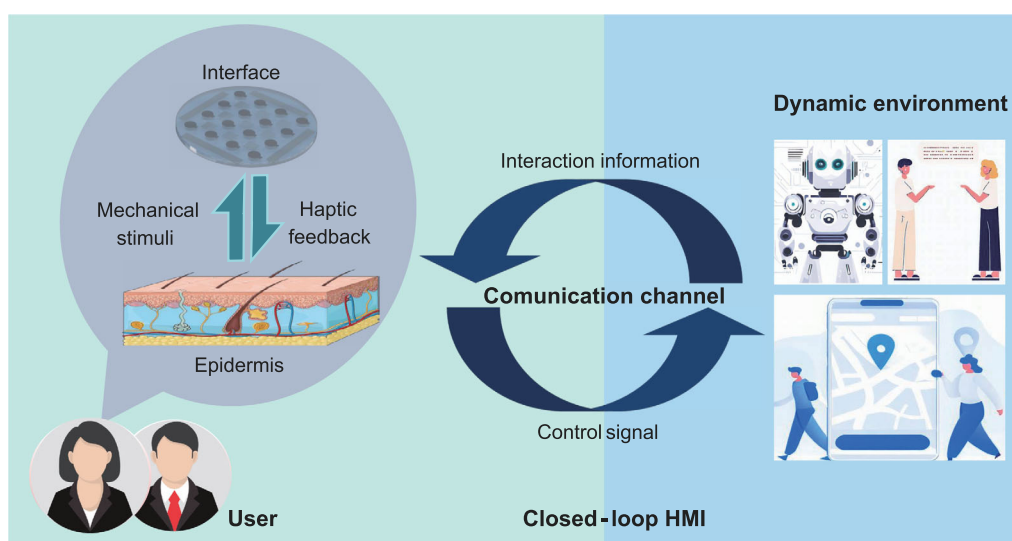 Interface
Mechanical
stimuli
Haptic
feedback
Epidermis
User
Interaction information
Comunication channel
Control signal
Closed-loop HMI
Dynamic environment